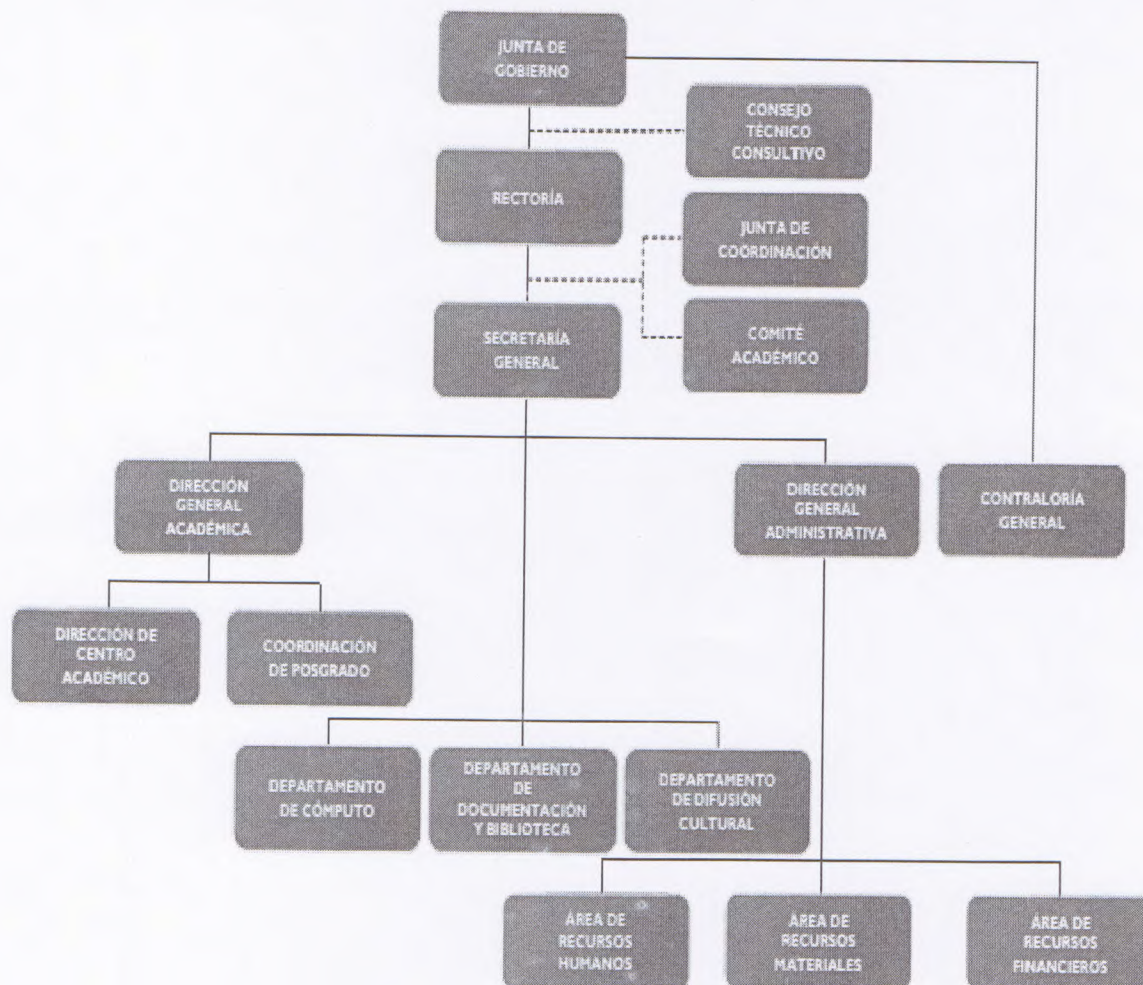 JUNTA DE
GOBIERNO
CONSEJO
TÉCNICO
CONSULTIVO
RECTORÍA
JUNTA DE
COORDINACIÓN
SECRETARÍA
GENERAL
COMITÉ
ACADÉMICO
DIRECCIÓN
GENERAL
ACADÉMICA
DIRECCIÓN
GENERAL
ADMINISTRATIVA
CONTRALORÍA
GENERAL
DIRECCIÓN DE
CENTRO
ACADÉMICO
COORDINACIÓN
DE POSGRADO
DEPARTAMENTO
DE CÓMPUTO
DEPARTAMENTO
DE
DOCUMENTACIÓN
Y BIBLIOTECA
DEPARTAMENTO
DE DIFUSIÓN
CULTURAL
ÁREA DE
RECURSOS
HUMANOS
ÁREA DE
RECURSOS
MATERIALES
ÁREA DE
RECURSOS
FINANCIEROS